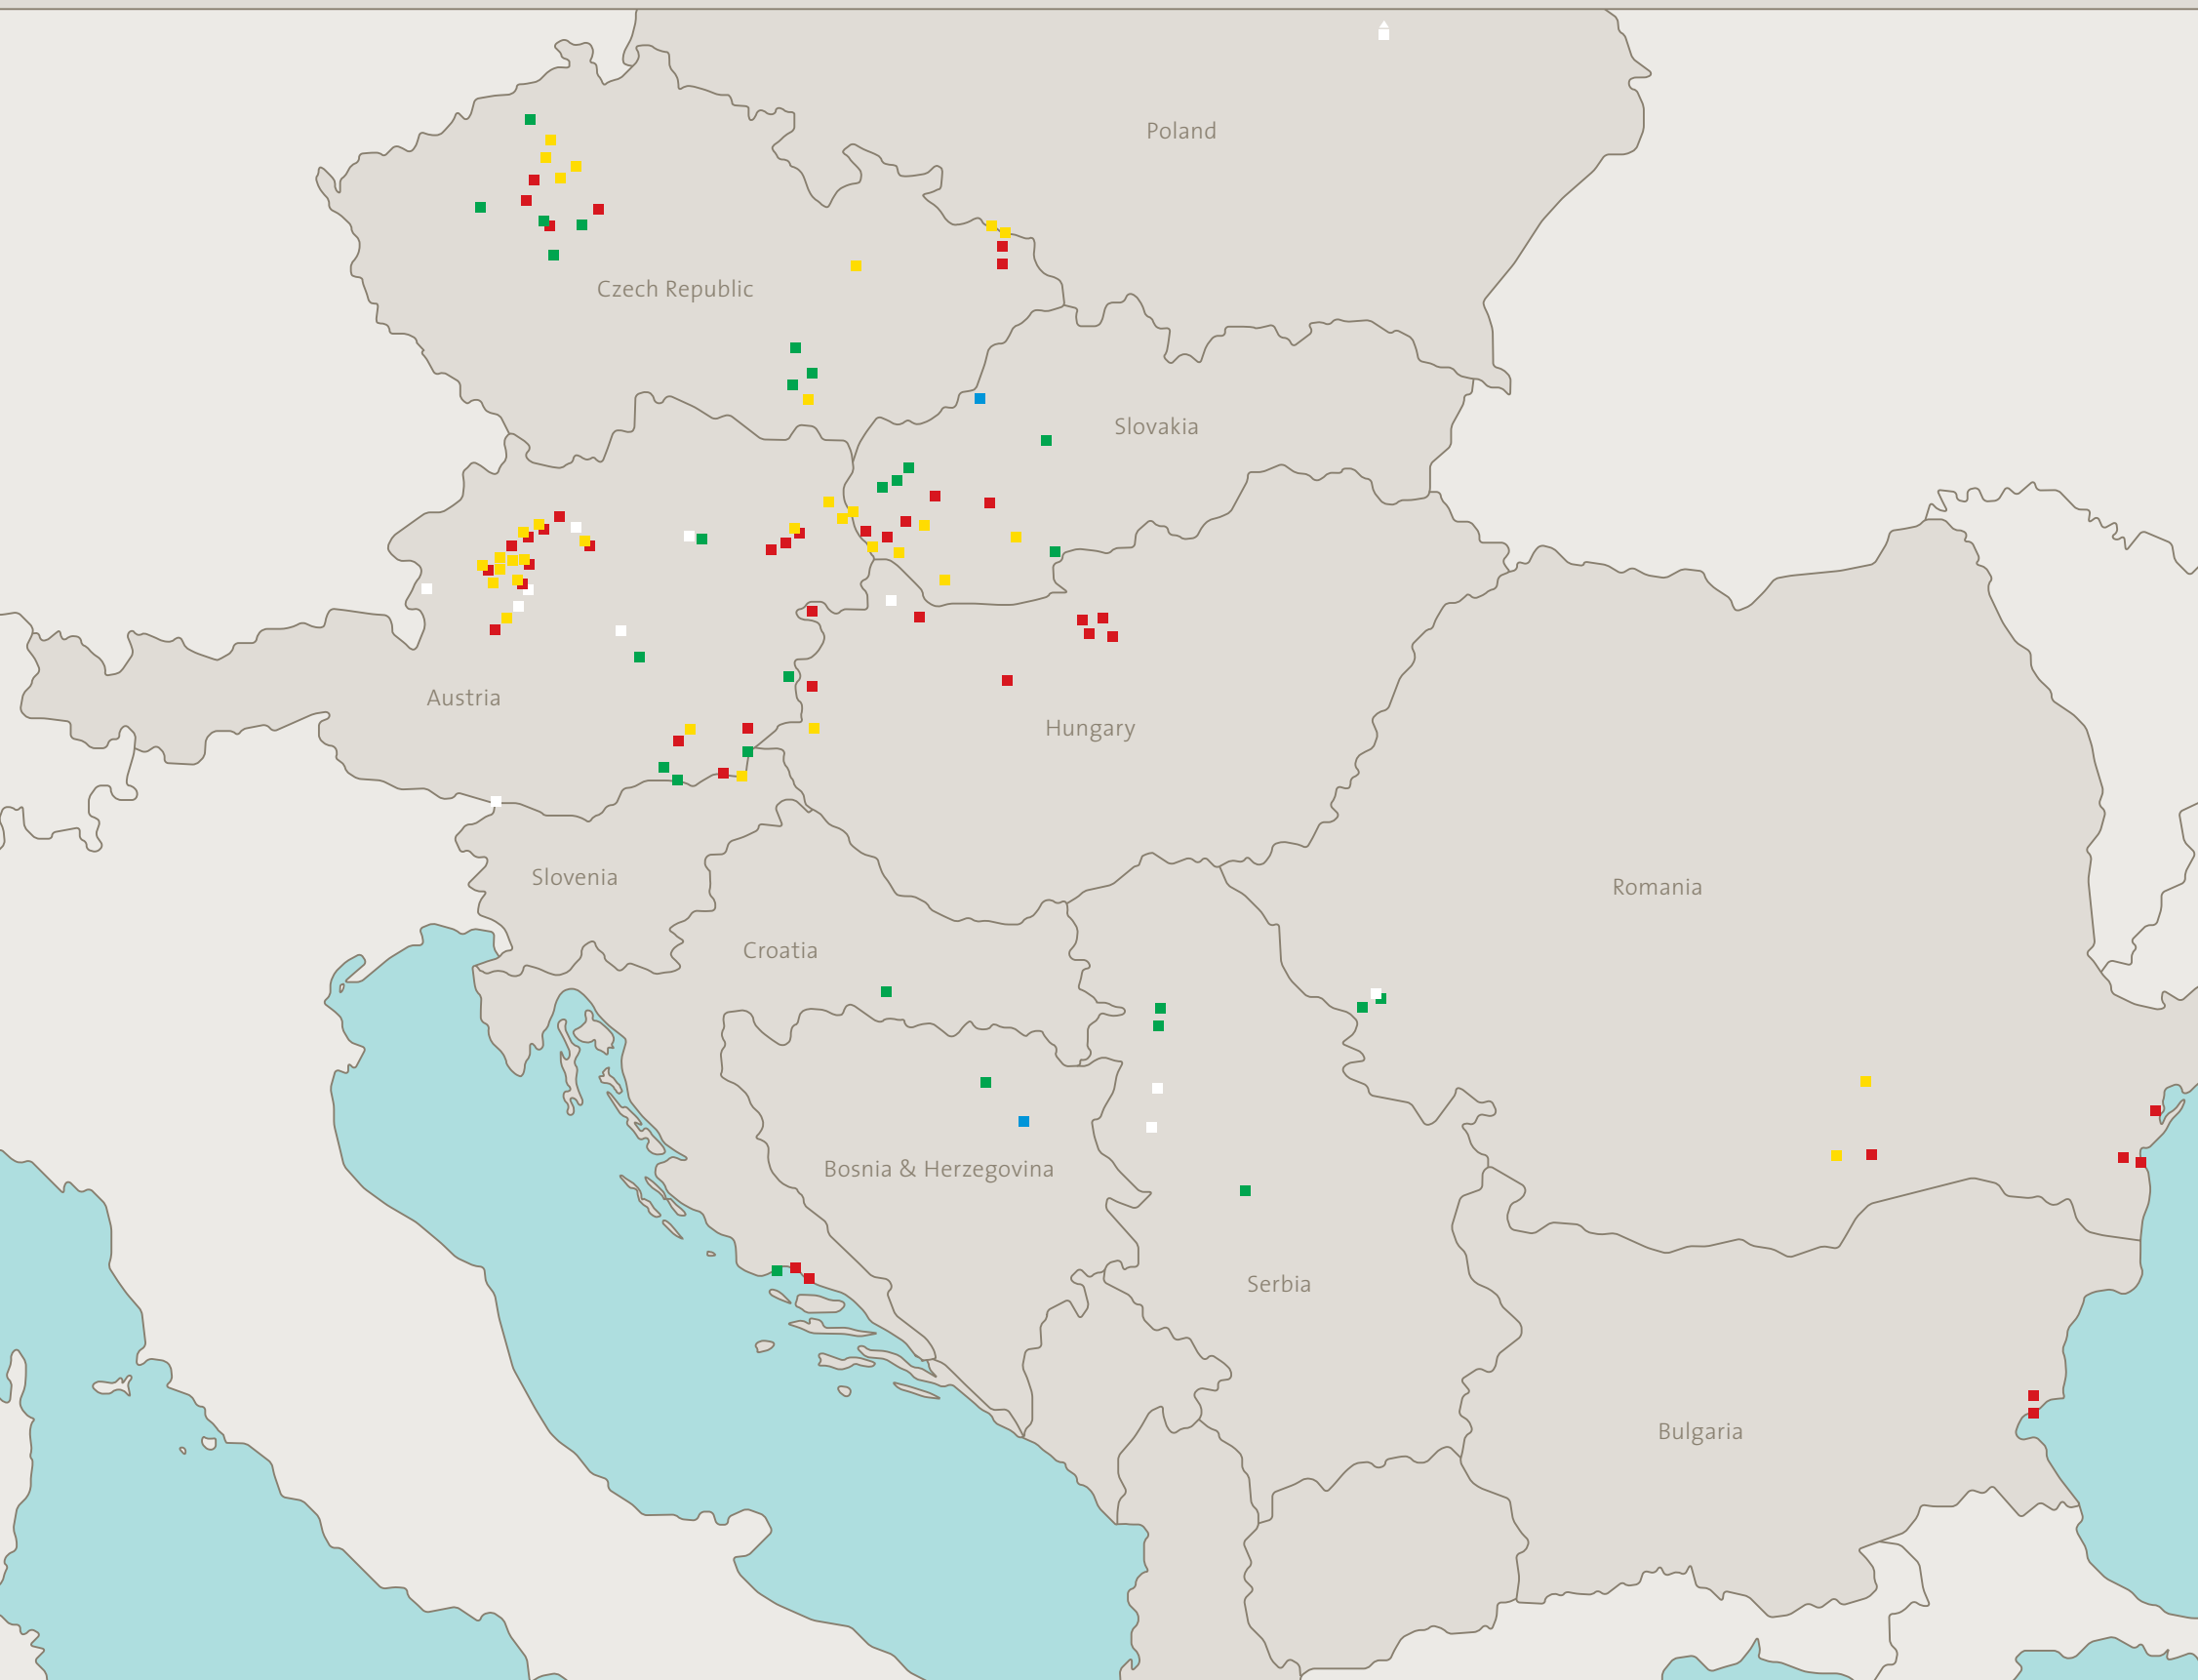 Poland
Czech Republic
Slovakia
Austria
Hungary
Slovenia
Romania
Croatia
Bosnia & Herzegovina
Serbia
Bulgaria